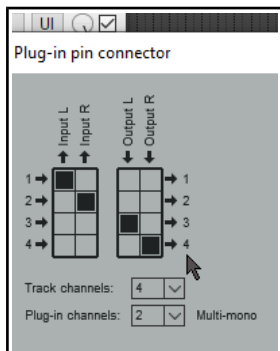 UI
Plug-in pin connector
Input L
Input R
Output L
Output R
1
1
2
2
3
3
4
4
Track channels: 4
Plug-in channels: 2 Multi-mono